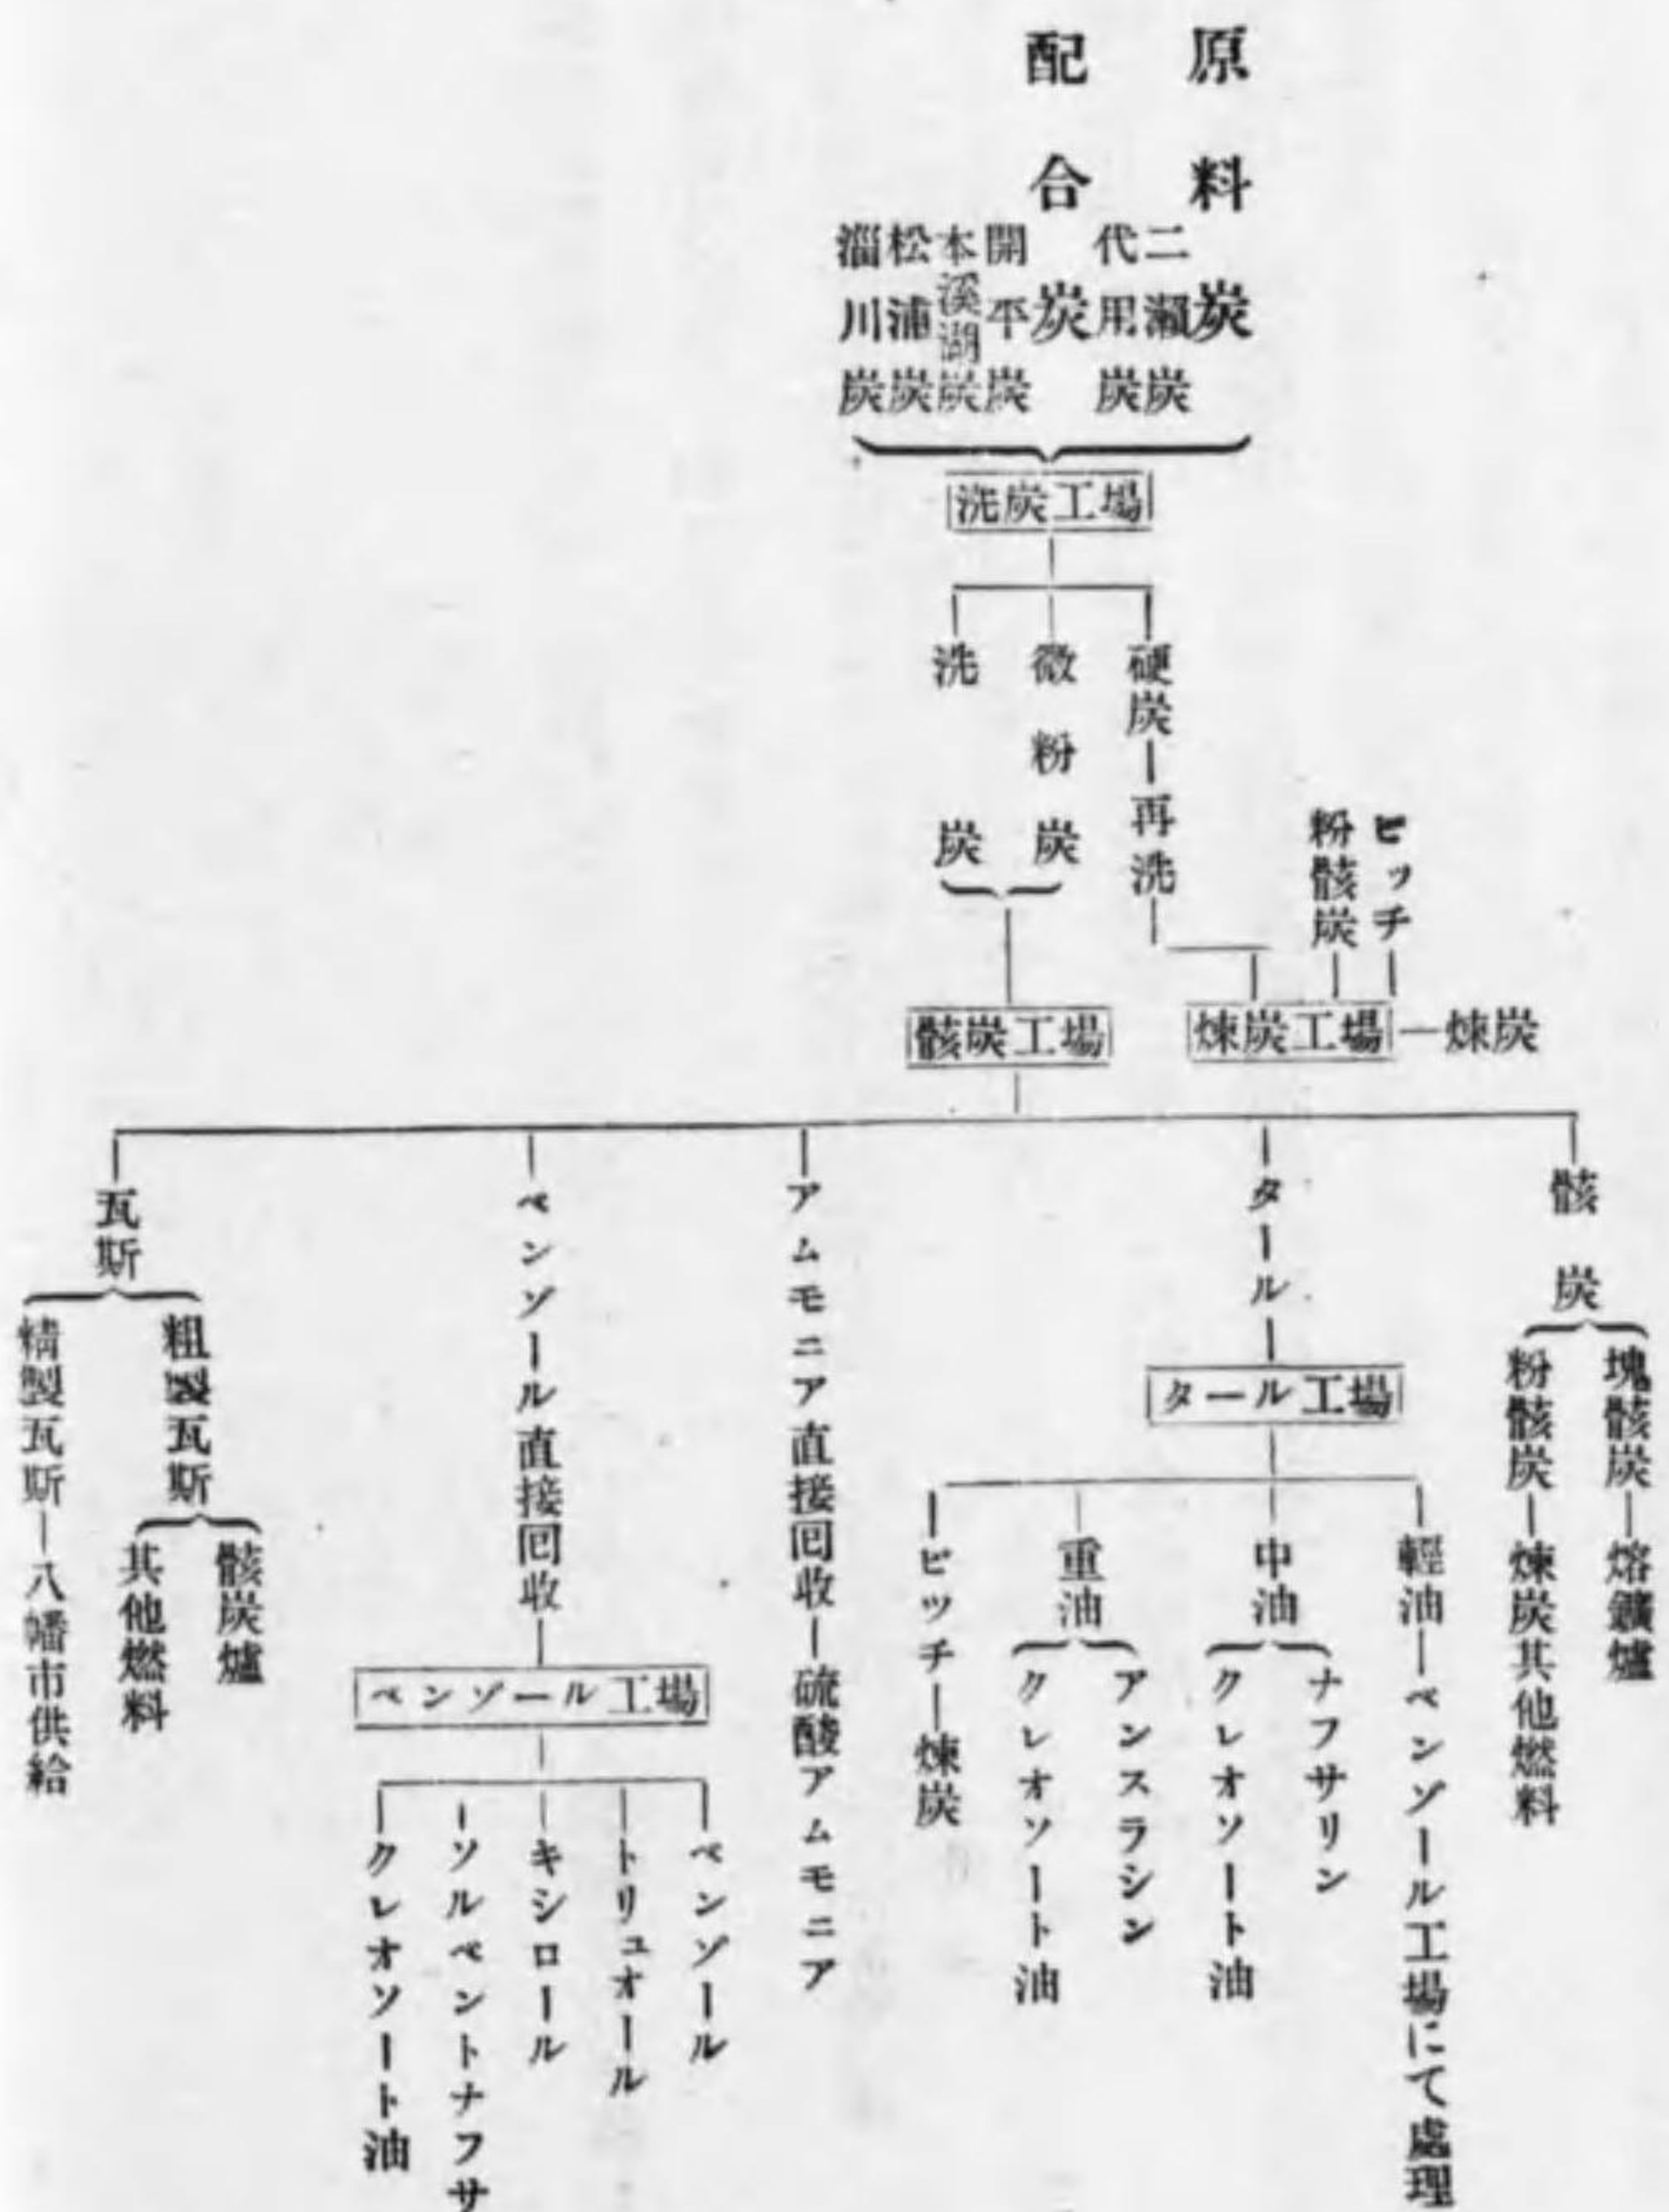 原料炭
二瀨炭
代用炭
配合炭
開平炭
本溪湖炭
松浦炭
淄川炭
洗炭工場
硬炭―再洗
微粉炭
洗炭
ピッチ
粉骸炭
煉炭工場―煉炭
骸炭工場
骸炭
塊骸炭―熔鑛爐
粉骸炭―煉炭其他燃料
タール
タール工場
輕油―ベンゾール工場にて處理
中油
ナフサリン
クレオソート油
重油
アンスラシン
クレオソート油
ピッチ―煉炭
アムモニア直接回收―硫酸アムモニア
ベンゾール直接回收
ベンゾール工場
ベンゾール
トリュオール
キシロール
ソルベントナフサ
クレオソート油
瓦斯
粗製瓦斯
骸炭爐
其他燃料
精製瓦斯―八幡市供給